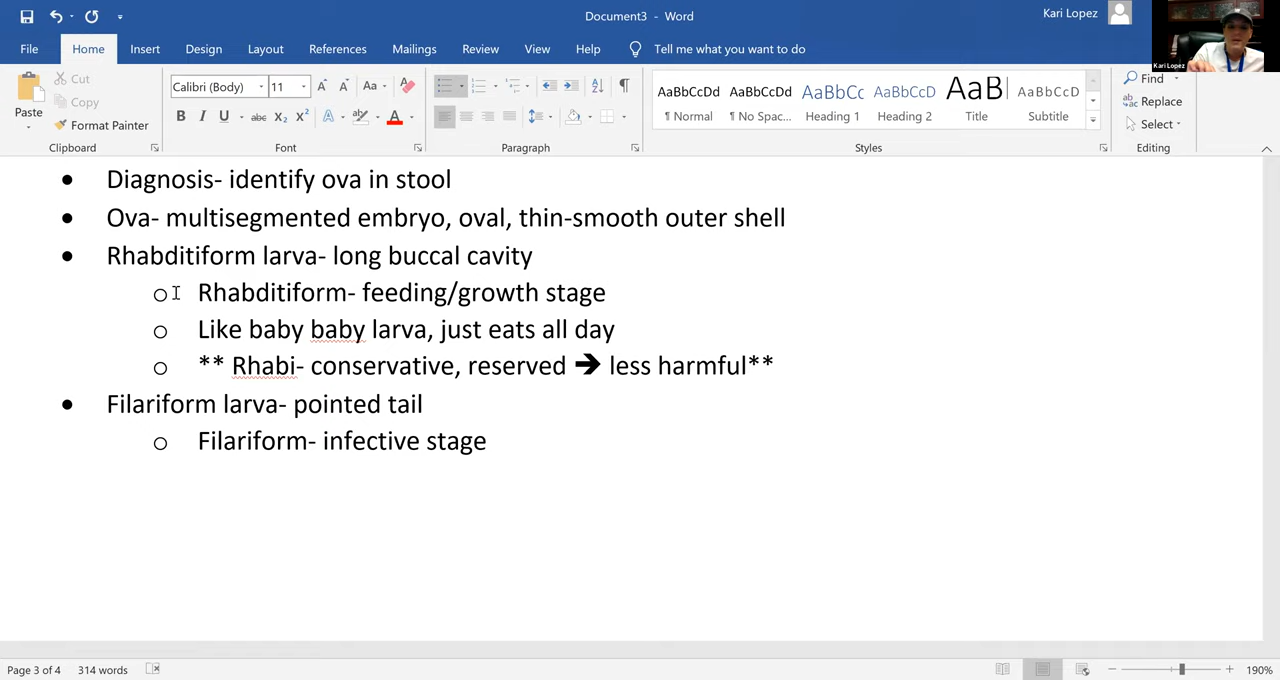 Document3 - Word
Kari Lopez
File Home Insert Design Layout References Mailings Review View Help Tell me what you want to do
Kari Lopez
Paste
Cut
Copy
Format Painter
Clipboard
Calibri (Body) 11
Font
Paragraph
AaBbCcDd AaBbCcDd AaBbCc AaBbCcD AaB AaBbCcD
¶ Normal ¶ No Spac... Heading 1 Heading 2 Title Subtitle
Styles
Find
Replace
Select
Editing
• Diagnosis- identify ova in stool
• Ova- multisegmented embryo, oval, thin-smooth outer shell
• Rhabditiform larva- long buccal cavity
o Rhabditiform- feeding/growth stage
o Like baby baby larva, just eats all day
o ** Rhabi- conservative, reserved ➔ less harmful**
• Filariform larva- pointed tail
o Filariform- infective stage
Page 3 of 4 314 words 190%